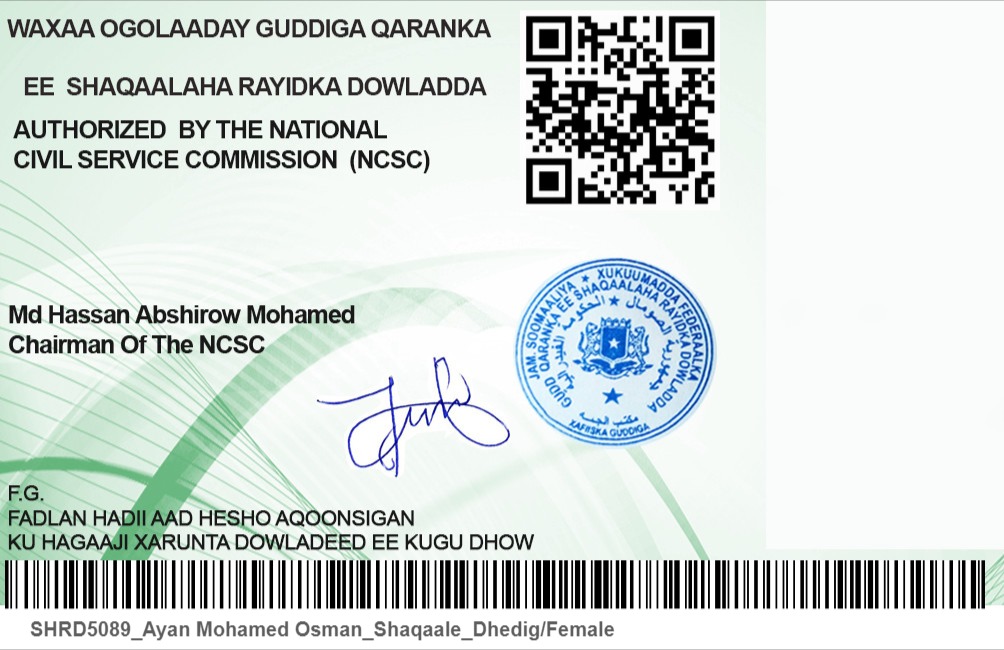 WAXAA OGOLAADAY GUDDIGA QARANKA
EE SHAQAALAHA RAYIDKA DOWLADDA
AUTHORIZED BY THE NATIONAL
CIVIL SERVICE COMMISSION (NCSC)
Md Hassan Abshirow Mohamed
Chairman Of The NCSC
JAM. SOOMAALIYA ★ XUKUUMADDA FEDERAALKA
GUDD QARANKA EE SHAQAALAHA RAYIDKA DOWLADDA
XAFIISKA GUDDIGA
F.G.
FADLAN HADII AAD HESHO AQOONSIGAN
KU HAGAAJI XARUNTA DOWLADEED EE KUGU DHOW
SHRD5089_Ayan Mohamed Osman_Shaqaale_Dhedig/Female